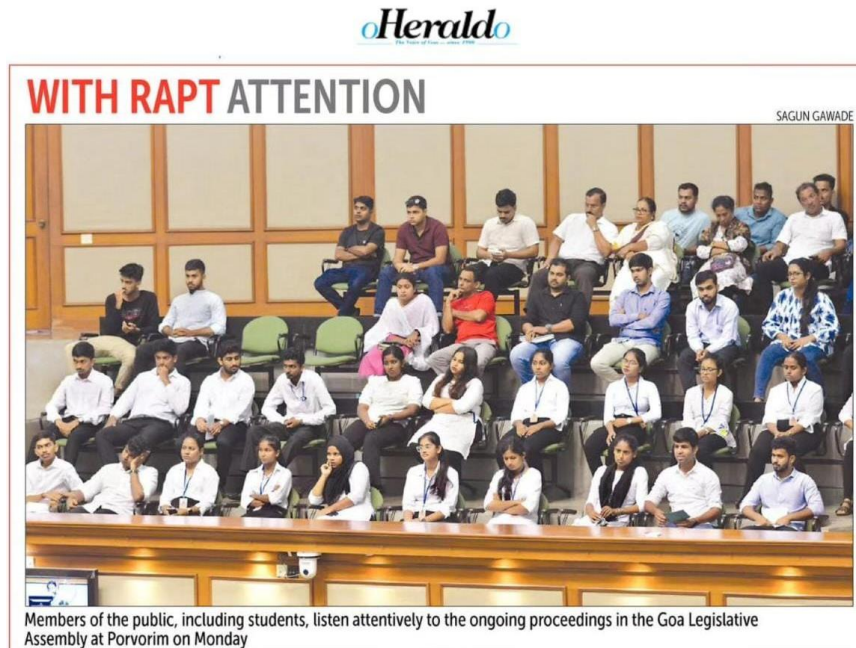 oHeraldo
The Voice of Goa — since 1900
WITH RAPT ATTENTION
SAGUN GAWADE
Members of the public, including students, listen attentively to the ongoing proceedings in the Goa Legislative
Assembly at Porvorim on Monday